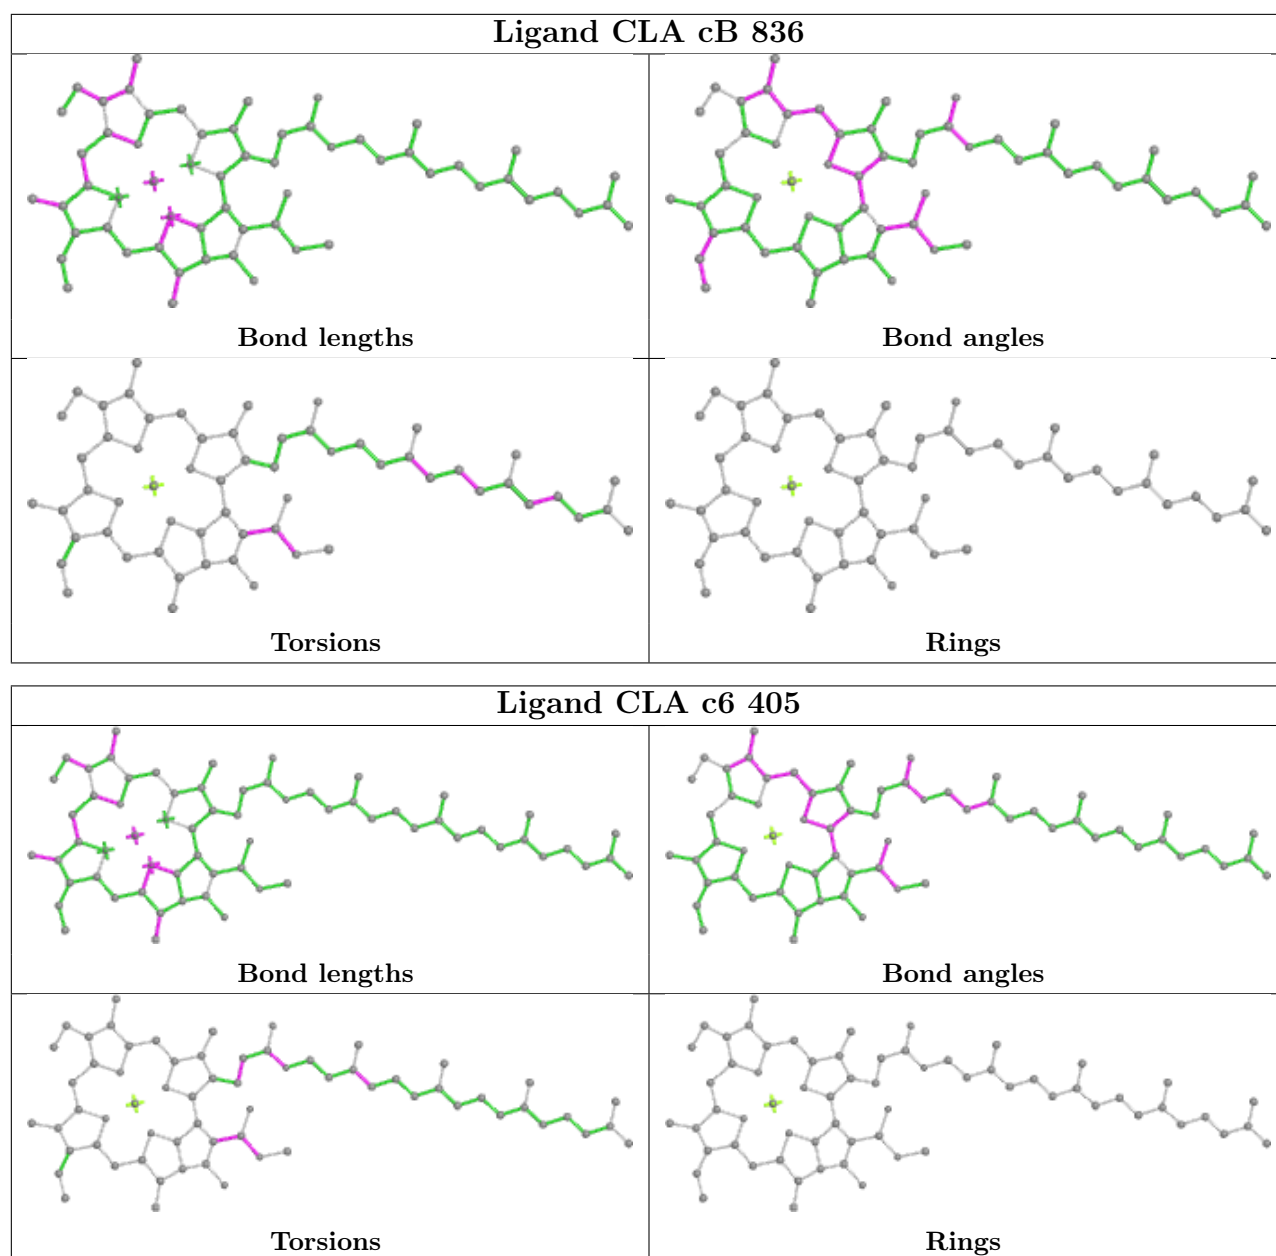 Ligand CLA cB 836
Bond lengths
Bond angles
Torsions
Rings
Ligand CLA c6 405
Bond lengths
Bond angles
Torsions
Rings